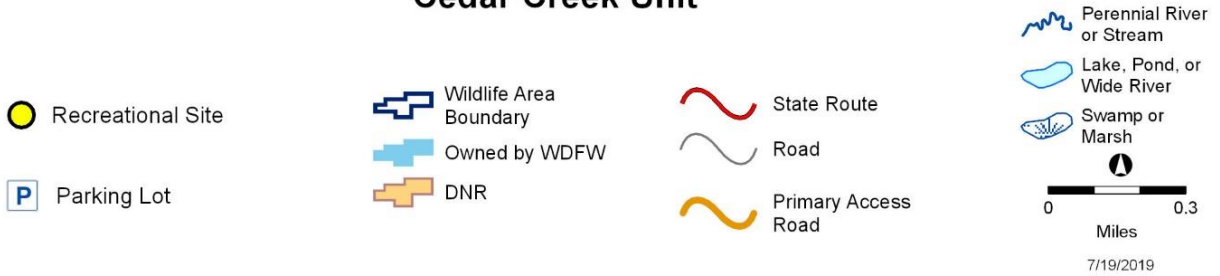 Cedar Creek Unit
Recreational Site
P Parking Lot
Wildlife Area
Boundary
Owned by WDFW
DNR
State Route
Road
Primary Access
Road
Perennial River
or Stream
Lake, Pond, or
Wide River
Swamp or
Marsh
0 0.3
Miles
7/19/2019